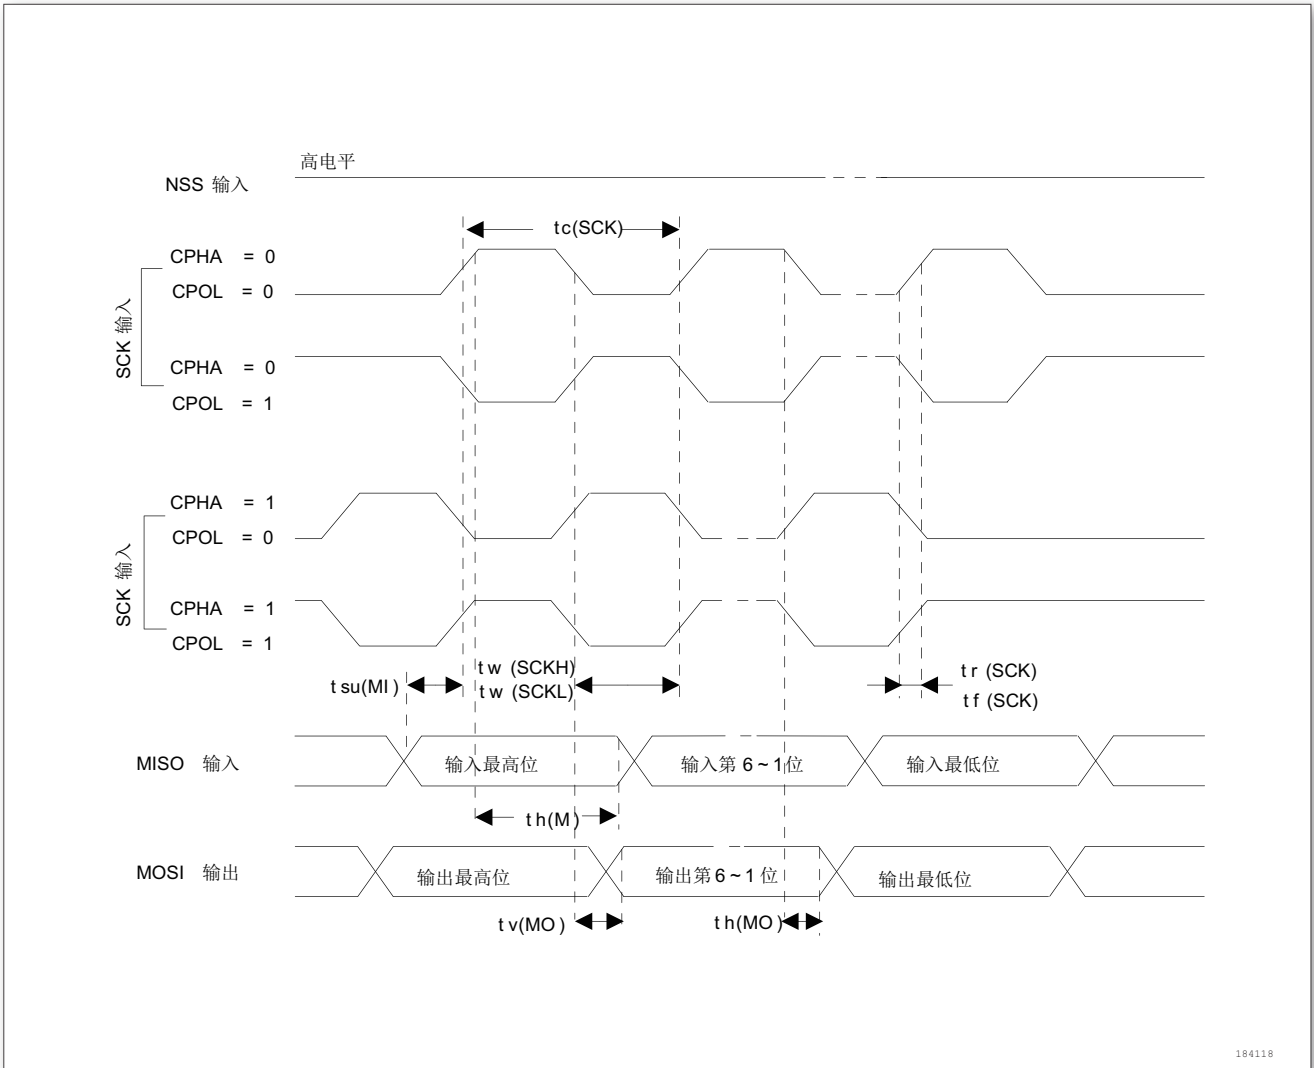 高电平
NSS 输入
tc(SCK)
CPHA = 0
CPOL = 0
SCK 输入
CPHA = 0
CPOL = 1
CPHA = 1
CPOL = 0
SCK 输入
CPHA = 1
CPOL = 1
tsu(MI)
tw (SCKH)
tw (SCKL)
tr (SCK)
tf (SCK)
MISO 输入
输入最高位
输入第 6~1位
输入最低位
th(M)
MOSI 输出
输出最高位
输出第6~1 位
输出最低位
tv(MO)
th(MO)
184118